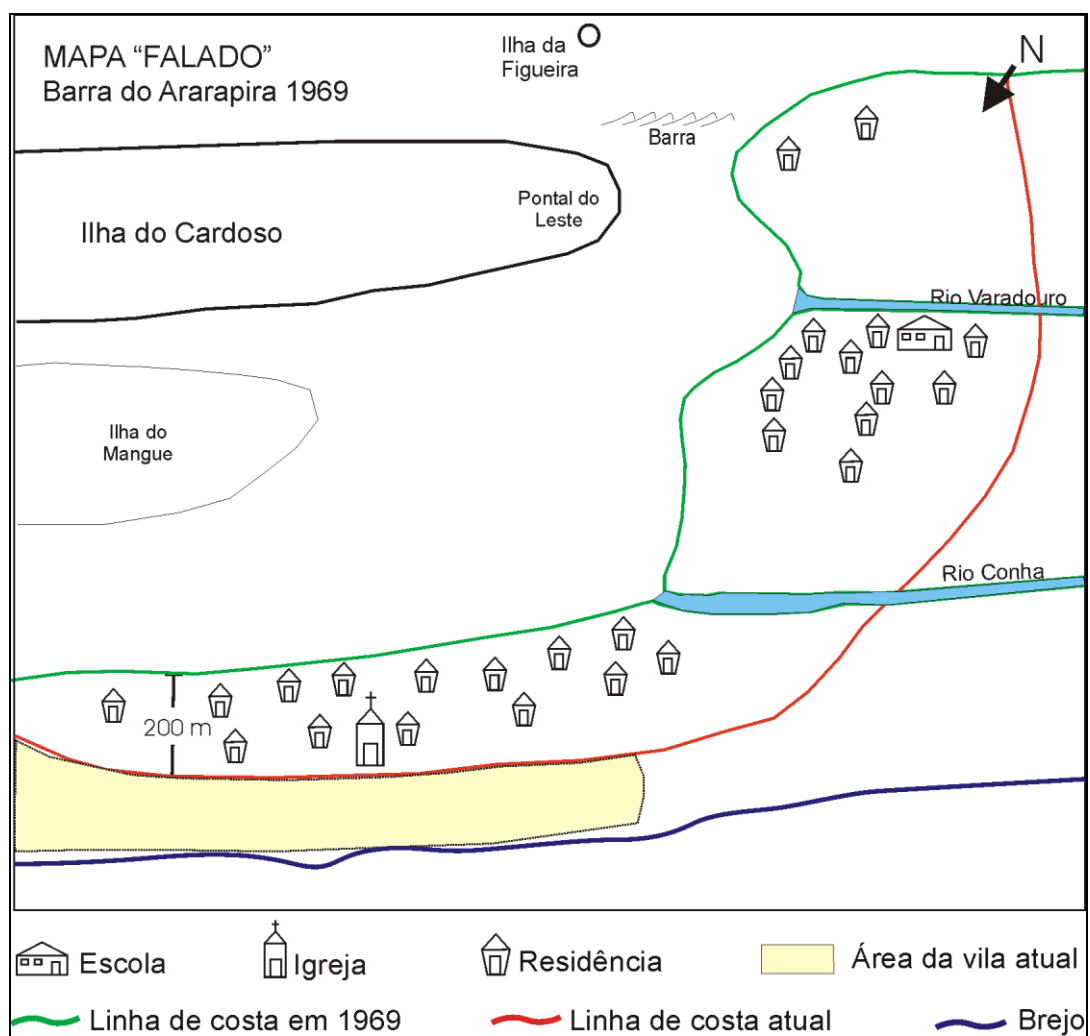 MAPA “FALADO”
Barra do Ararapira 1969
Ilha da
Figueira
N
Barra
Pontal do
Leste
Ilha do Cardoso
Rio Varadouro
Ilha do
Mangue
Rio Conha
200 m
Escola
Igreja
Residência
Área da vila atual
Linha de costa em 1969
Linha de costa atual
Brejo